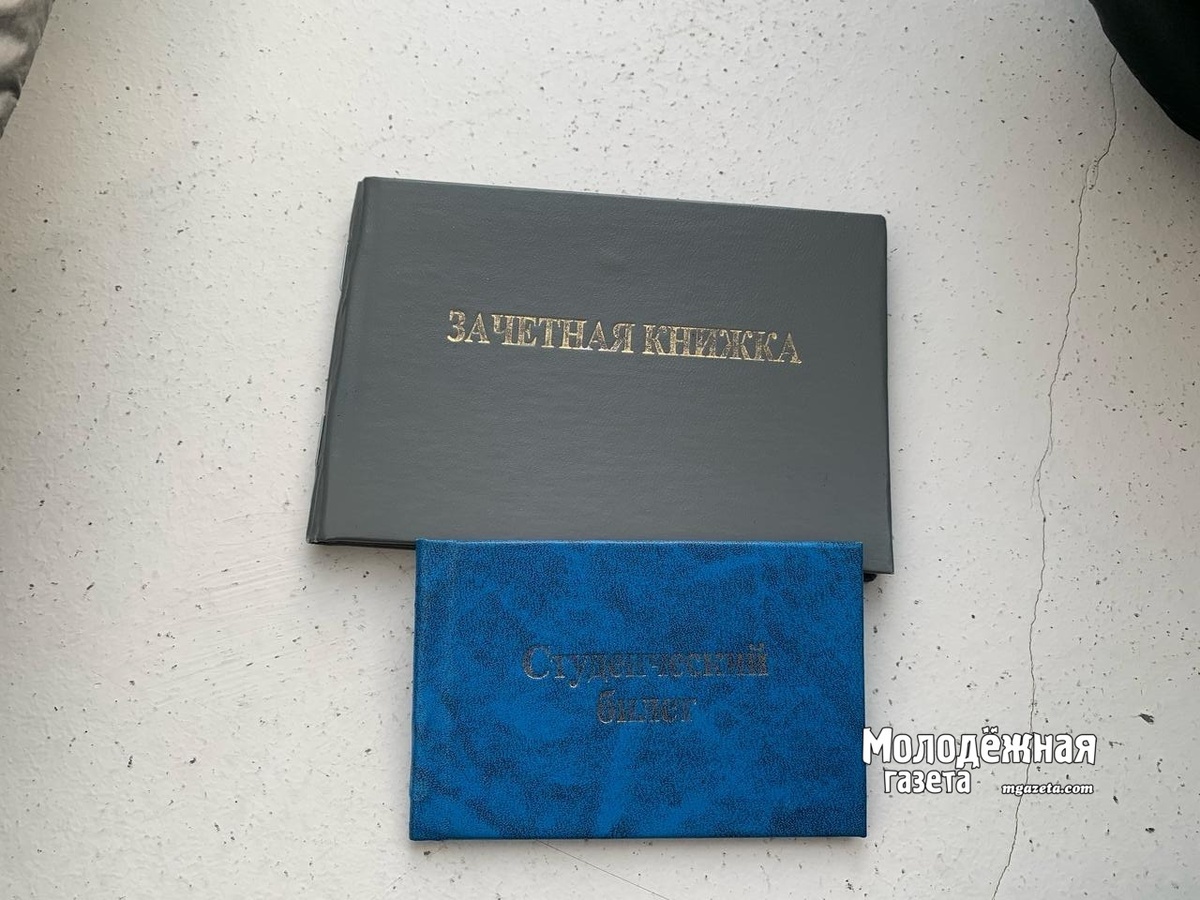 ЗАЧЕТНАЯ КНИЖКА
Студенческий
билет
Молодёжная
газета
mgazeta.com